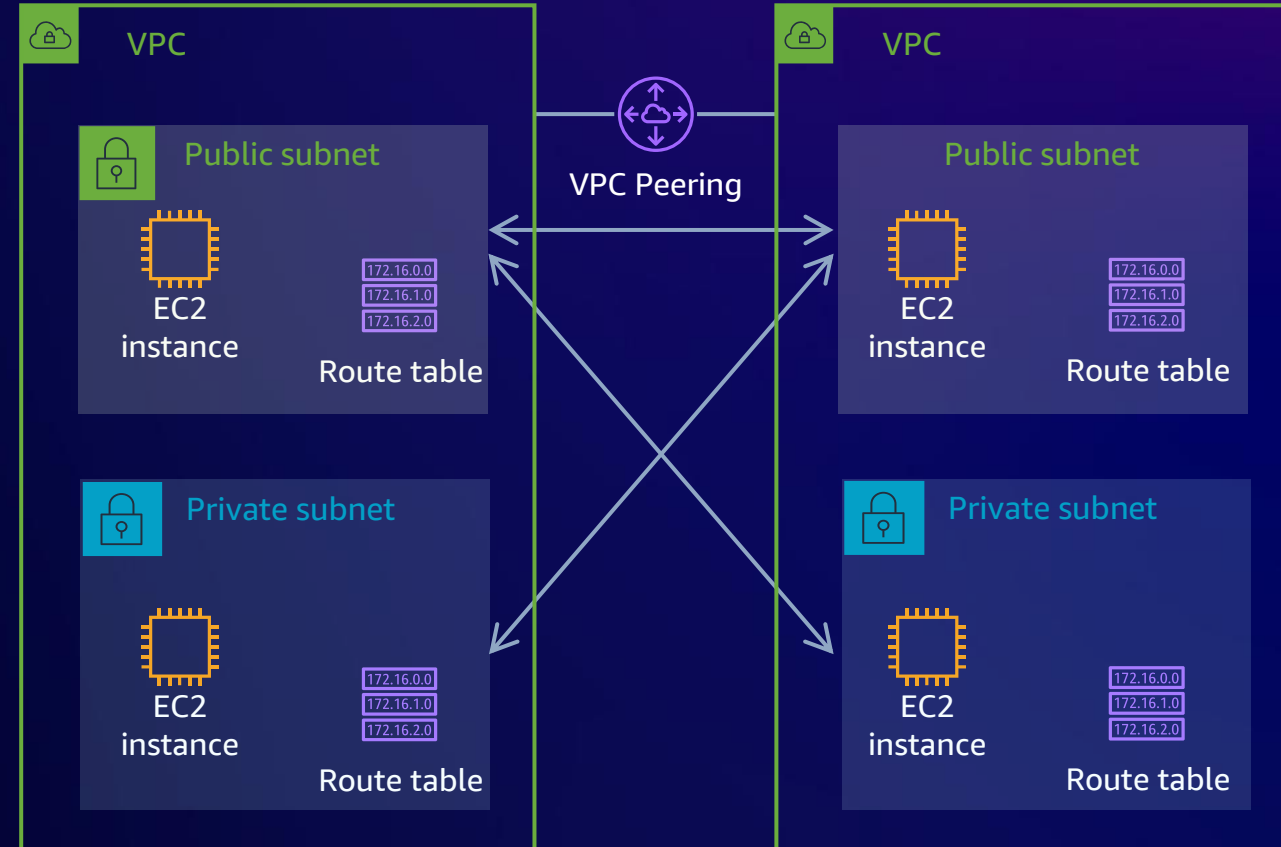 VPC
VPC
VPC Peering
Public subnet
EC2
instance
172.16.0.0
172.16.1.0
172.16.2.0
Route table
Public subnet
EC2
instance
172.16.0.0
172.16.1.0
172.16.2.0
Route table
Private subnet
EC2
instance
172.16.0.0
172.16.1.0
172.16.2.0
Route table
Private subnet
EC2
instance
172.16.0.0
172.16.1.0
172.16.2.0
Route table